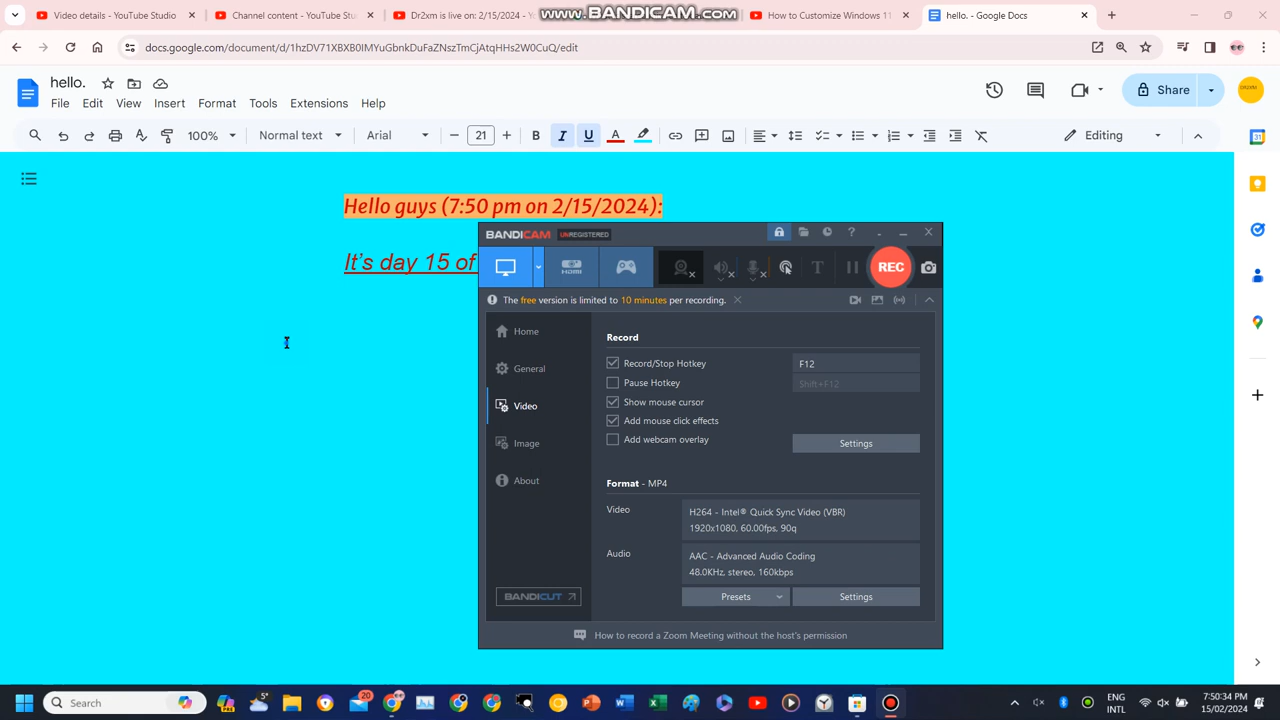 www.BANDICAM.com
Video details - YouTube Studio
Channel content - YouTube Stu
Dr2xm is live on: 2/15/2024 -
How to Customize Windows 11
hello. - Google Docs
docs.google.com/document/d/1hzDV71XBXB0IMYuGbnkDuFaZNszTmCjAtqHHs2W0CuQ/edit
hello.
File Edit View Insert Format Tools Extensions Help
Share
100% Normal text Arial 21 B I U A Editing
Hello guys (7:50 pm on 2/15/2024):
It's day 15 of
BANDICAM UNREGISTERED
HDMI
T
REC
The free version is limited to 10 minutes per recording.
Home
General
Video
Image
About
BANDICUT
Record
Record/Stop Hotkey F12
Pause Hotkey Shift+F12
Show mouse cursor
Add mouse click effects
Add webcam overlay
Settings
Format - MP4
Video
H264 - Intel® Quick Sync Video (VBR)
1920x1080, 60.00fps, 90q
Audio
AAC - Advanced Audio Coding
48.0KHz, stereo, 160kbps
Presets Settings
How to record a Zoom Meeting without the host's permission
Search
PRE
5°
20
ENG
INTL
7:50:34 PM
15/02/2024